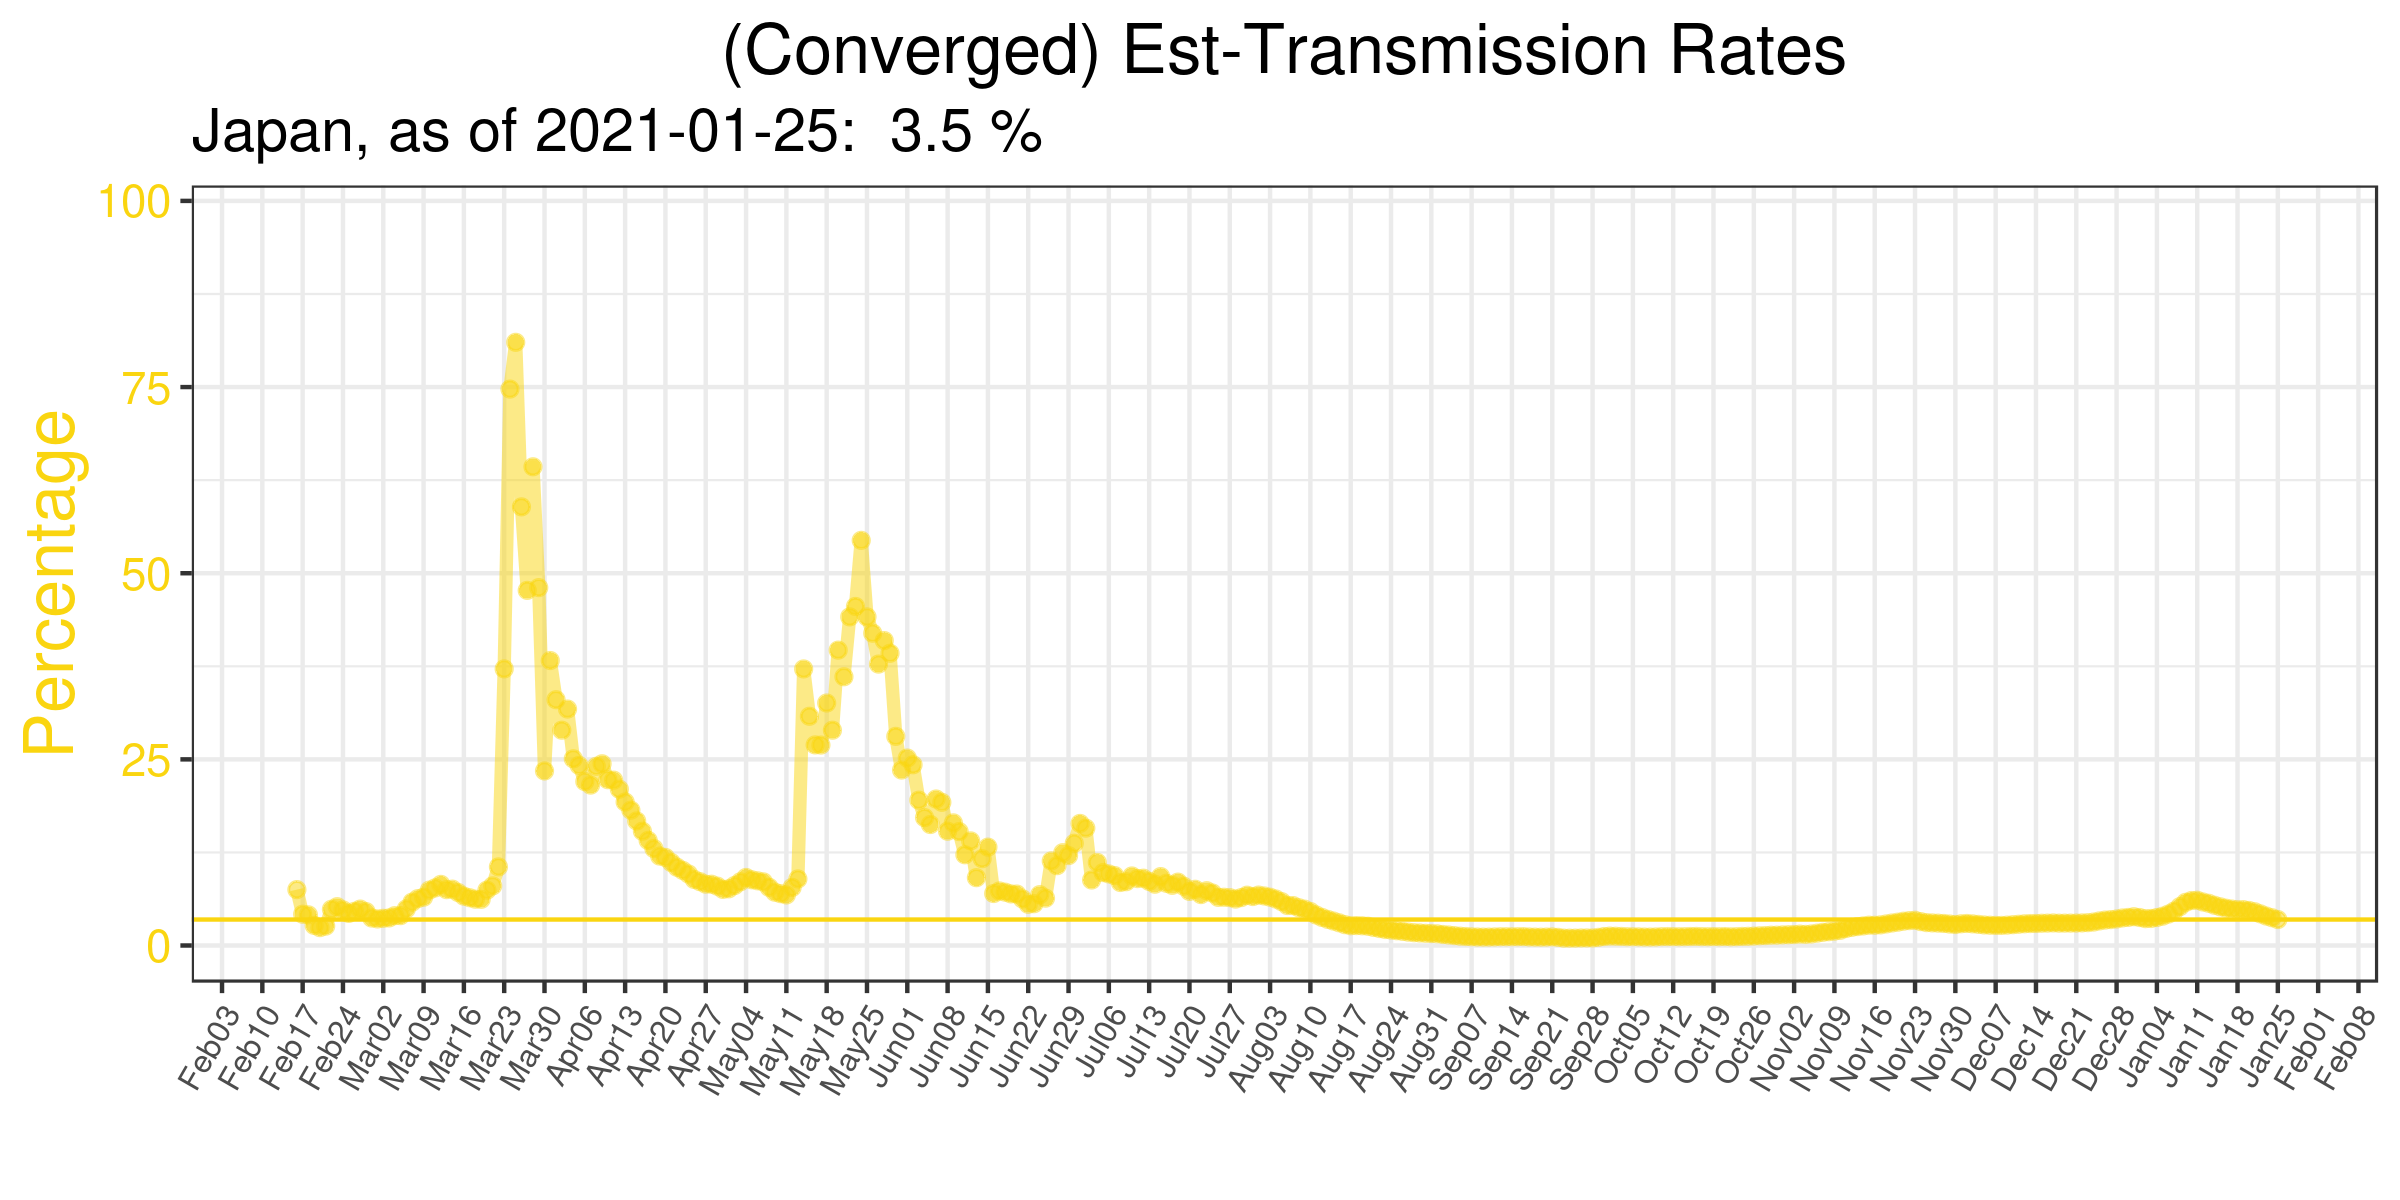 (Converged) Est-Transmission Rates
Japan, as of 2021-01-25:  3.5 %
Percentage
100
75
50
25
0
Feb03
Feb10
Feb17
Feb24
Mar02
Mar09
Mar16
Mar23
Mar30
Apr06
Apr13
Apr20
Apr27
May04
May11
May18
May25
Jun01
Jun08
Jun15
Jun22
Jun29
Jul06
Jul13
Jul20
Jul27
Aug03
Aug10
Aug17
Aug24
Aug31
Sep07
Sep14
Sep21
Sep28
Oct05
Oct12
Oct19
Oct26
Nov02
Nov09
Nov16
Nov23
Nov30
Dec07
Dec14
Dec21
Dec28
Jan04
Jan11
Jan18
Jan25
Feb01
Feb08